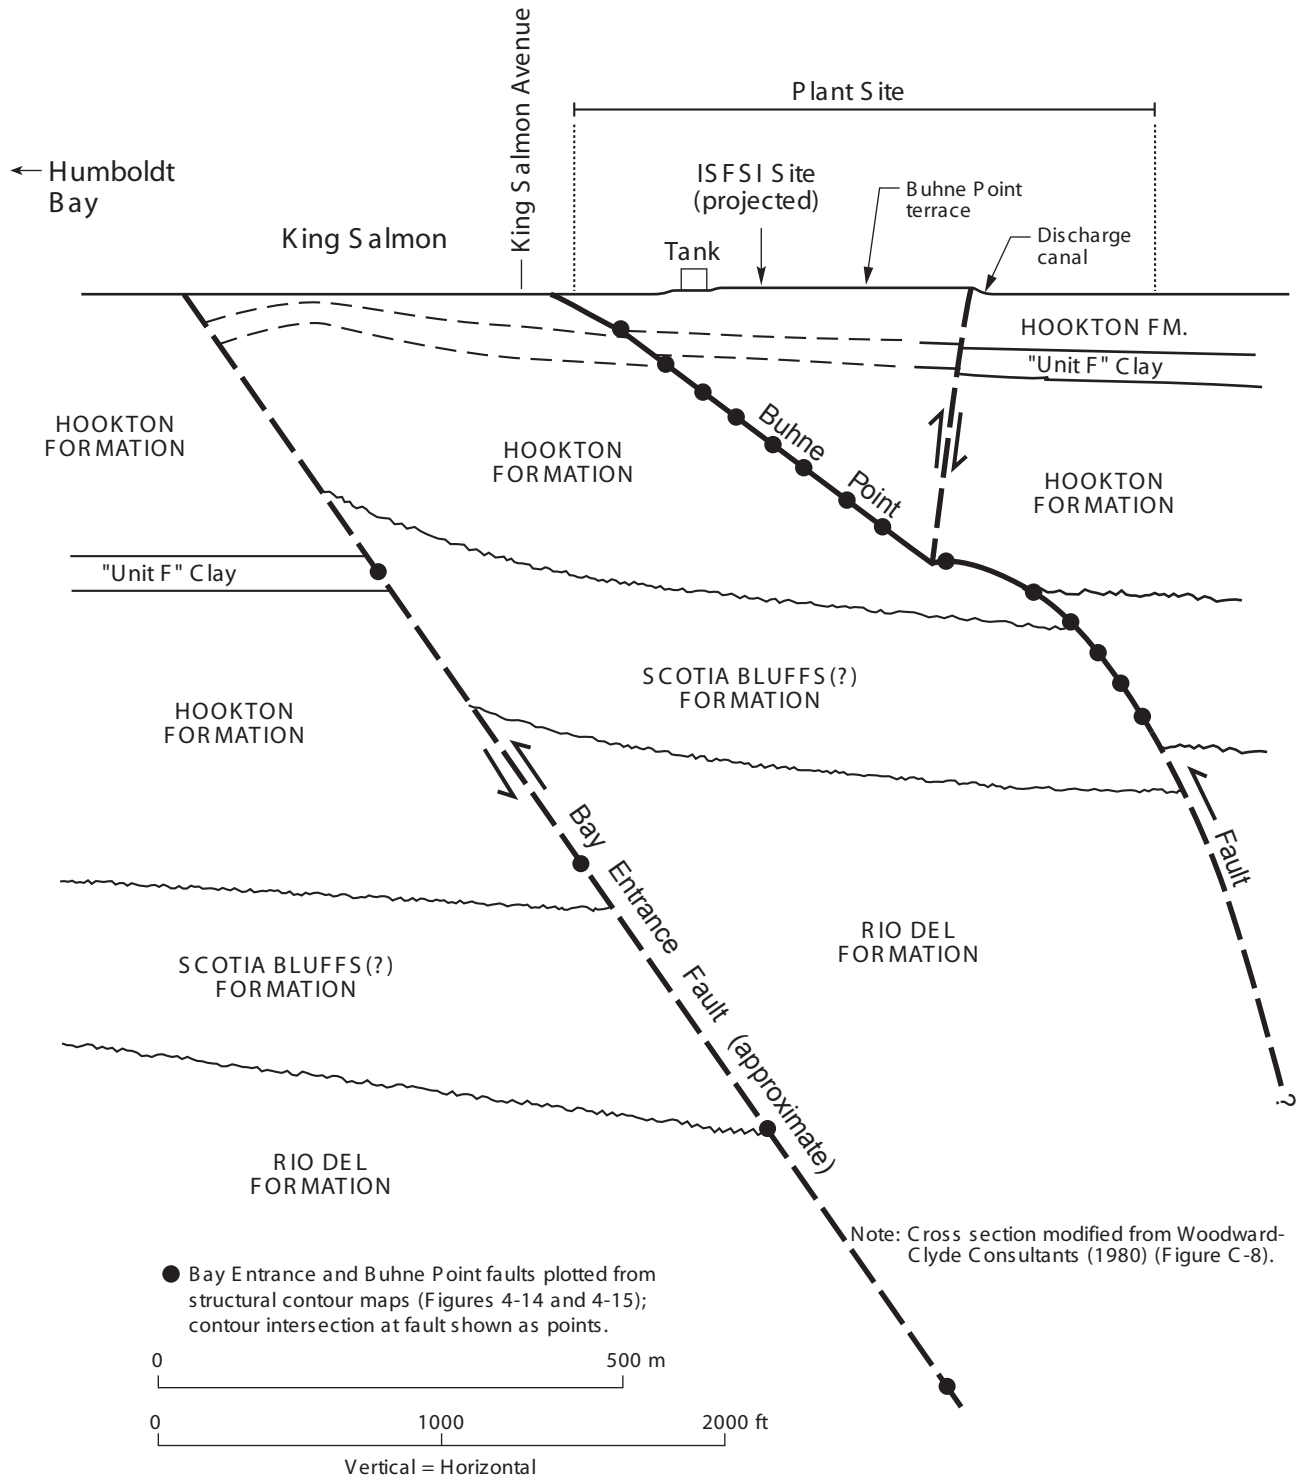 King Salmon Avenue
Plant Site
Humboldt
Bay
ISFSI Site
(projected)
Buhne Point
terrace
King Salmon
Tank
Discharge
canal
HOOKTON FM.
"Unit F" Clay
HOOKTON
FORMATION
HOOKTON
FORMATION
Buhne Point
HOOKTON
FORMATION
"Unit F" Clay
SCOTIA BLUFFS(?)
FORMATION
HOOKTON
FORMATION
Bay Entrance Fault (approximate)
Fault
?
RIO DEL
FORMATION
SCOTIA BLUFFS(?)
FORMATION
RIO DEL
FORMATION
Note: Cross section modified from Woodward-
Clyde Consultants (1980) (Figure C-8).
Bay Entrance and Buhne Point faults plotted from
structural contour maps (Figures 4-14 and 4-15);
contour intersection at fault shown as points.
0 500 m
0 1000 2000 ft
Vertical = Horizontal